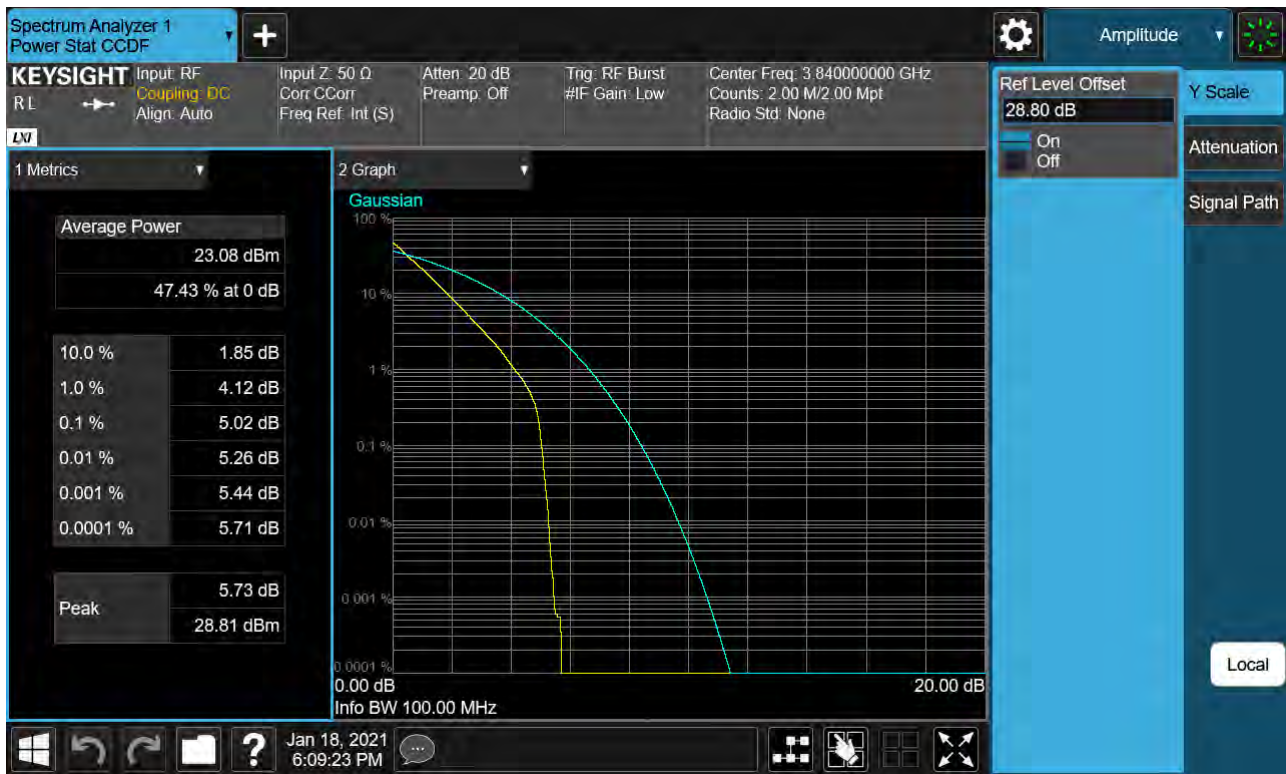 Spectrum Analyzer 1
Power Stat CCDF
Amplitude
KEYSIGHT
R L
LXI
Input: RF
Coupling: DC
Align: Auto
Input Z: 50 Ω
Corr CCorr
Freq Ref: Int (S)
Atten: 20 dB
Preamp: Off
Trig: RF Burst
#IF Gain: Low
Center Freq: 3.840000000 GHz
Counts: 2.00 M/2.00 Mpt
Radio Std: None
Ref Level Offset
28.80 dB
On
Off
Y Scale
Attenuation
Signal Path
Local
1 Metrics
Average Power
23.08 dBm
47.43 % at 0 dB
10.0 % 1.85 dB
1.0 % 4.12 dB
0.1 % 5.02 dB
0.01 % 5.26 dB
0.001 % 5.44 dB
0.0001 % 5.71 dB
Peak
5.73 dB
28.81 dBm
2 Graph
Gaussian
100 %
10 %
1 %
0.1 %
0.01 %
0.001 %
0.0001 %
0.00 dB 20.00 dB
Info BW 100.00 MHz
?
Jan 18, 2021
6:09:23 PM